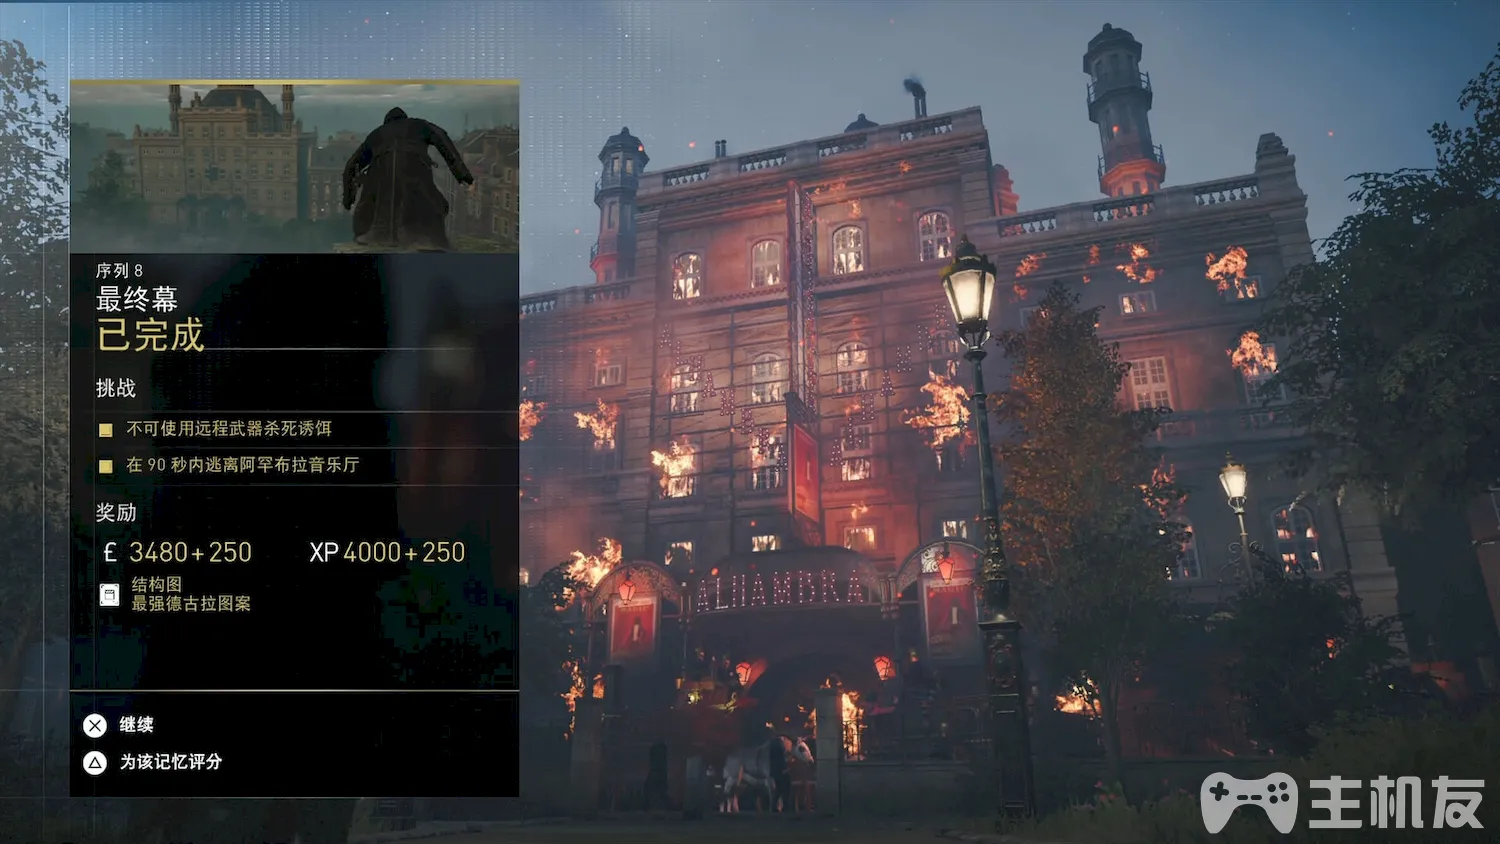 序列 8
最终幕
已完成
挑战
不可使用远程武器杀死诱饵
在 90 秒内逃离阿罕布拉音乐厅
奖励
£ 3480+250 XP 4000+250
结构图
最强德古拉图案
继续
为该记忆评分
ALHAMBRA
主机友